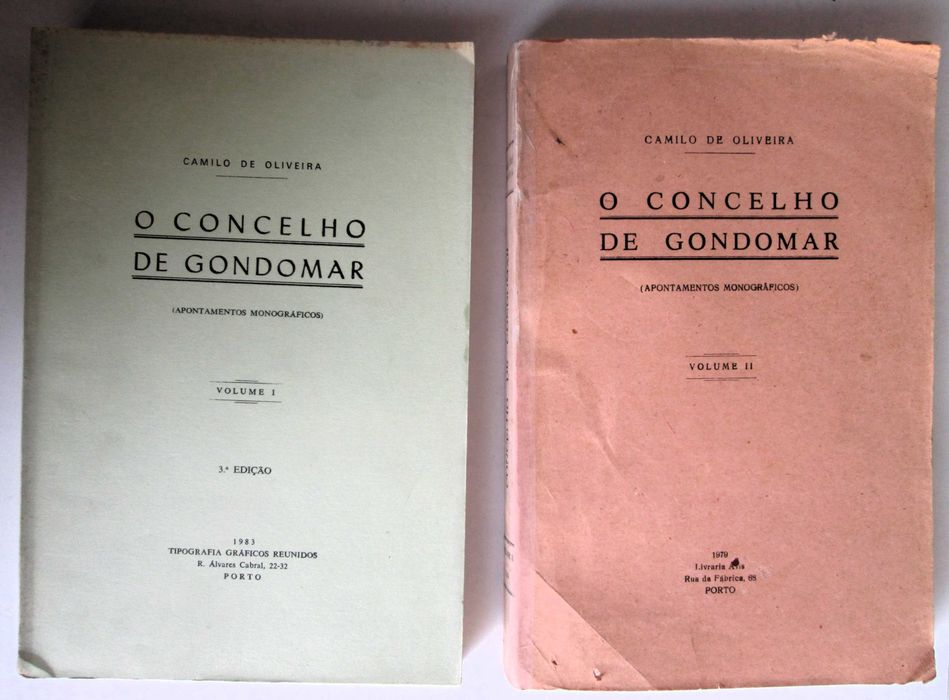 CAMILO DE OLIVEIRA
O CONCELHO
DE GONDOMAR
(APONTAMENTOS MONOGRÁFICOS)
VOLUME I
3.ª EDIÇÃO
1983
TIPOGRAFIA GRÁFICOS REUNIDOS
R. Álvares Cabral, 22-32
PORTO
CAMILO DE OLIVEIRA
O CONCELHO
DE GONDOMAR
(APONTAMENTOS MONOGRÁFICOS)
VOLUME II
1979
Livraria Avis
Rua da Fábrica, 68
PORTO